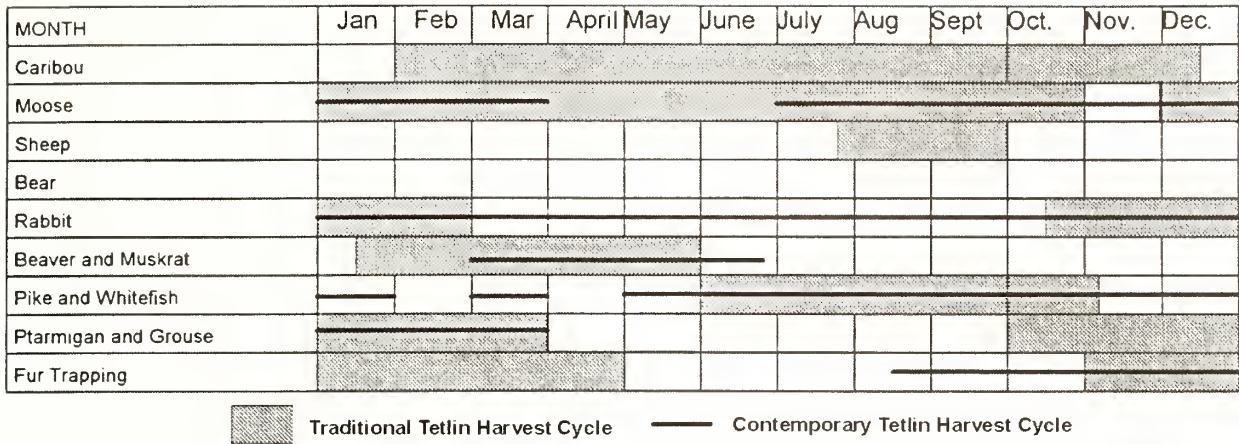 MONTH Jan Feb Mar April May June July Aug Sept Oct. Nov. Dec.
Caribou
Moose
Sheep
Bear
Rabbit
Beaver and Muskrat
Pike and Whitefish
Ptarmigan and Grouse
Fur Trapping
Traditional Tetlin Harvest Cycle Contemporary Tetlin Harvest Cycle